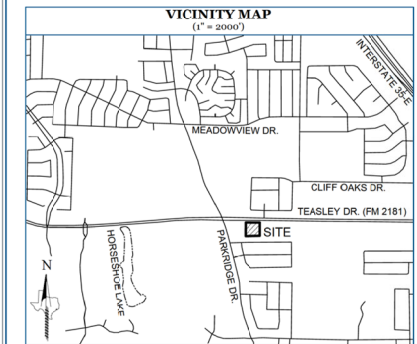 VICINITY MAP
(1" = 2000')
INTERSTATE 35-E
MEADOWVIEW DR.
CLIFF OAKS DR.
TEASLEY DR. (FM 2181)
SITE
HORSESHOE LAKE
PARKRIDGE DR.
N